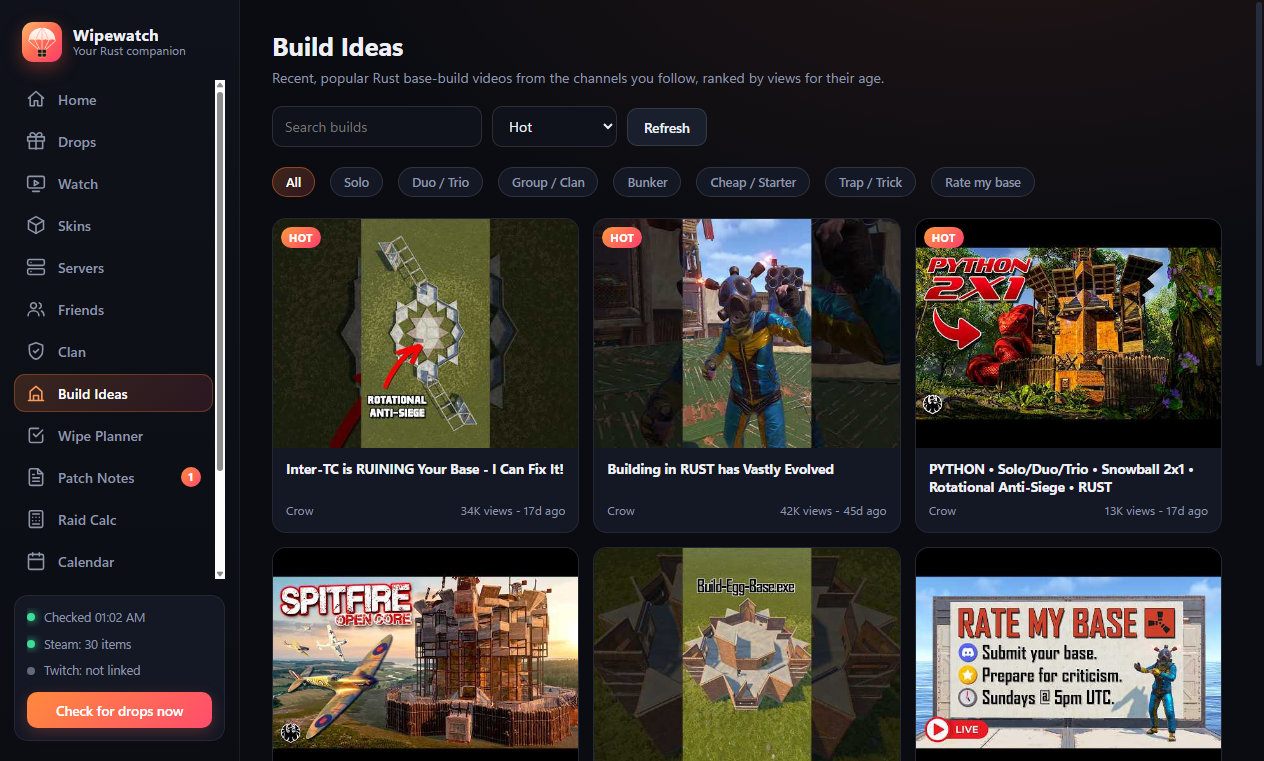 Wipewatch
Your Rust companion
Home
Drops
Watch
Skins
Servers
Friends
Clan
Build Ideas
Wipe Planner
Patch Notes
1
Raid Calc
Calendar
Checked 01:02 AM
Steam: 30 items
Twitch: not linked
Check for drops now
Build Ideas
Recent, popular Rust base-build videos from the channels you follow, ranked by views for their age.
Search builds
Hot
Refresh
All
Solo
Duo / Trio
Group / Clan
Bunker
Cheap / Starter
Trap / Trick
Rate my base
HOT
ROTATIONAL
ANTI-SIEGE
Inter-TC is RUINING Your Base - I Can Fix It!
Crow
34K views - 17d ago
HOT
Building in RUST has Vastly Evolved
Crow
42K views - 45d ago
HOT
PYTHON
2X1
PYTHON • Solo/Duo/Trio • Snowball 2x1 •
Rotational Anti-Siege • RUST
Crow
13K views - 17d ago
SPITFIRE
OPEN CORE
Build-Egg-Base.exe
RATE MY BASE
Submit your base.
Prepare for criticism.
Sundays @ 5pm UTC.
LIVE